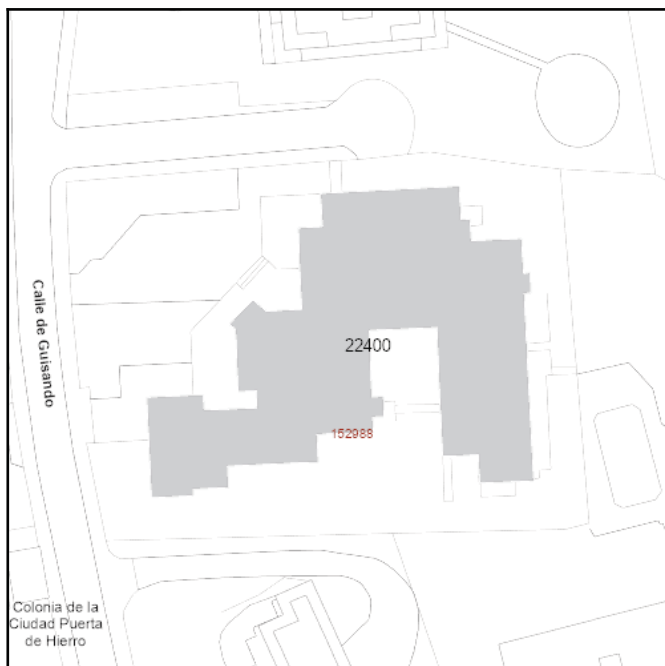 Calle de Guisando
22400
152988
Colonia de la
Ciudad Puerta
de Hierro